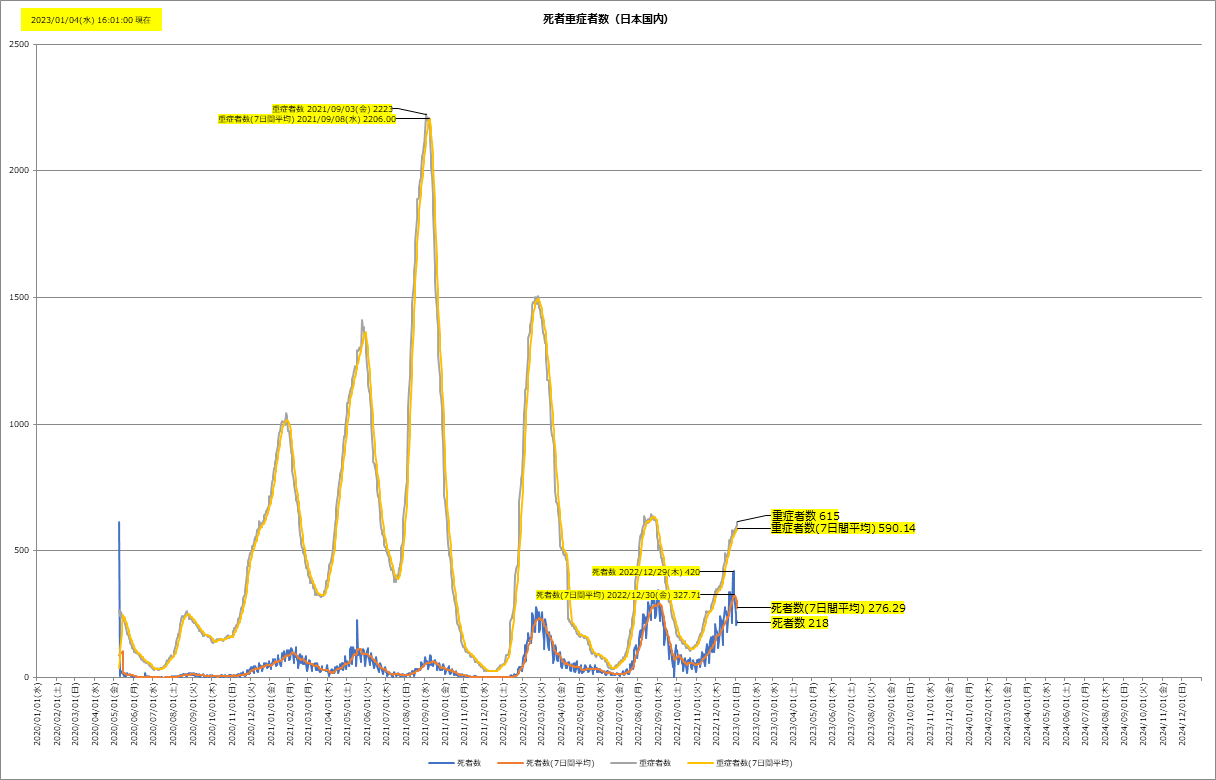 2023/01/04(水) 16:01:00 現在
死者重症者数（日本国内）
2500
2000
1500
1000
500
0
重症者数 2021/09/03(金) 2223
重症者数(7日間平均) 2021/09/08(水) 2206.00
重症者数 615
重症者数(7日間平均) 590.14
死者数 2022/12/29(木) 420
死者数(7日間平均) 2022/12/30(金) 327.71
死者数(7日間平均) 276.29
死者数 218
2020/01/01(水)
2020/02/01(土)
2020/03/01(日)
2020/04/01(水)
2020/05/01(金)
2020/06/01(月)
2020/07/01(水)
2020/08/01(土)
2020/09/01(火)
2020/10/01(木)
2020/11/01(日)
2020/12/01(火)
2021/01/01(金)
2021/02/01(月)
2021/03/01(月)
2021/04/01(木)
2021/05/01(土)
2021/06/01(火)
2021/07/01(木)
2021/08/01(日)
2021/09/01(水)
2021/10/01(金)
2021/11/01(月)
2021/12/01(水)
2022/01/01(土)
2022/02/01(火)
2022/03/01(火)
2022/04/01(金)
2022/05/01(日)
2022/06/01(水)
2022/07/01(金)
2022/08/01(月)
2022/09/01(木)
2022/10/01(土)
2022/11/01(火)
2022/12/01(木)
2023/01/01(日)
2023/02/01(水)
2023/03/01(水)
2023/04/01(土)
2023/05/01(月)
2023/06/01(木)
2023/07/01(土)
2023/08/01(火)
2023/09/01(金)
2023/10/01(日)
2023/11/01(水)
2023/12/01(金)
2024/01/01(月)
2024/02/01(木)
2024/03/01(金)
2024/04/01(月)
2024/05/01(水)
2024/06/01(土)
2024/07/01(月)
2024/08/01(木)
2024/09/01(日)
2024/10/01(火)
2024/11/01(金)
2024/12/01(日)
死者数
死者数(7日間平均)
重症者数
重症者数(7日間平均)